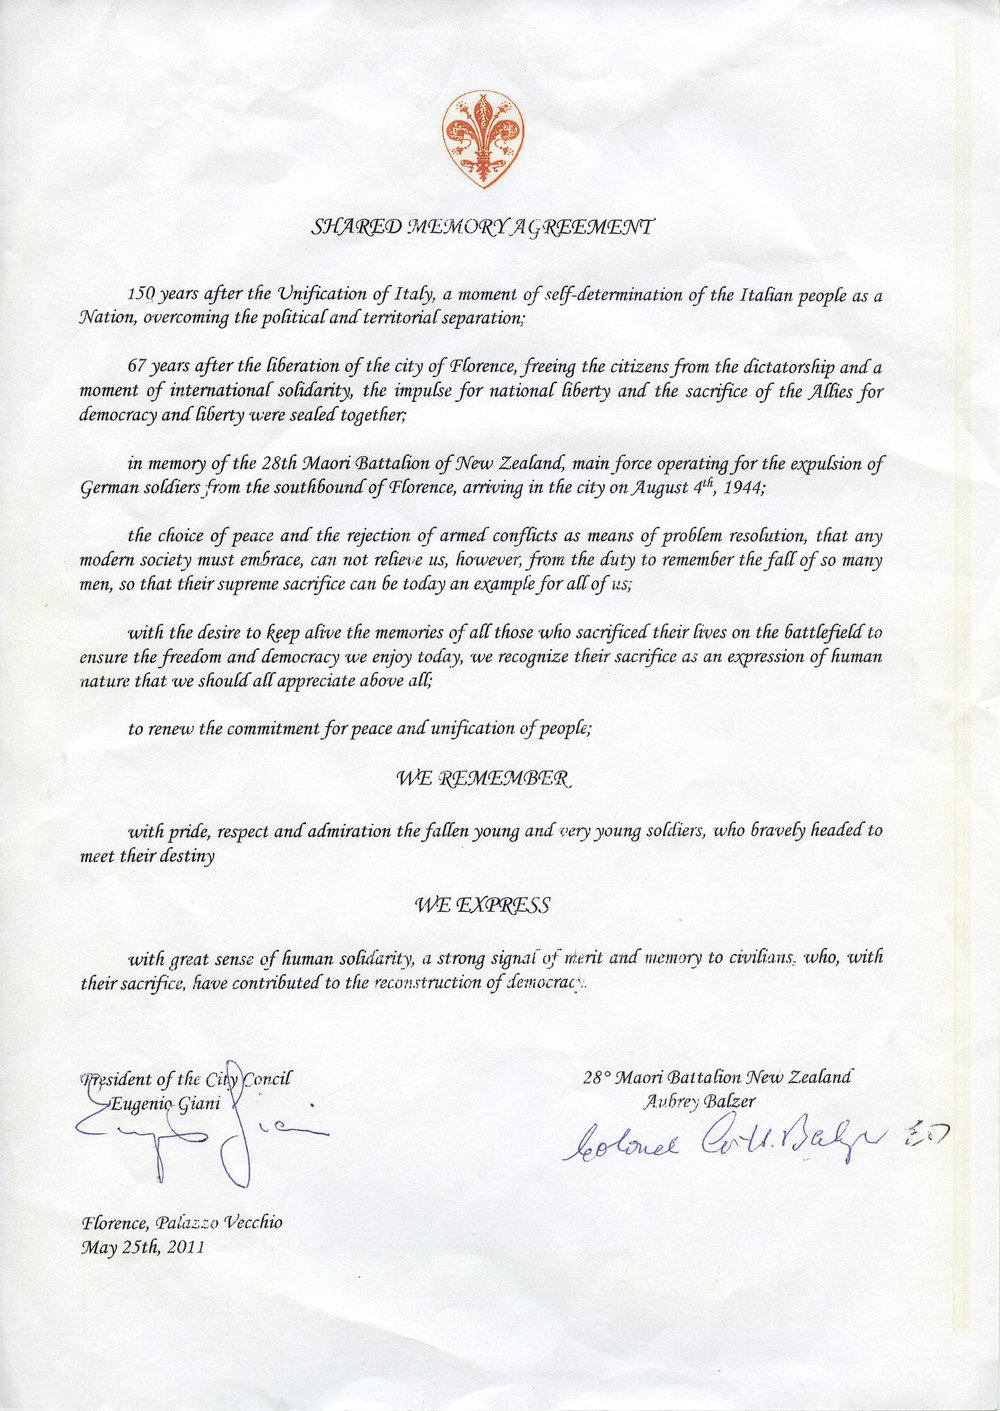 SHARED MEMORY AGREEMENT
150 years after the Unification of Italy, a moment of self-determination of the Italian people as a
Nation, overcoming the political and territorial separation;
67 years after the liberation of the city of Florence, freeing the citizens from the dictatorship and a
moment of international solidarity, the impulse for national liberty and the sacrifice of the Allies for
democracy and liberty were sealed together;
in memory of the 28th Maori Battalion of New Zealand, main force operating for the expulsion of
German soldiers from the southbound of Florence, arriving in the city on August 4th, 1944;
the choice of peace and the rejection of armed conflicts as means of problem resolution, that any
modern society must embrace, can not relieve us, however, from the duty to remember the fall of so many
men, so that their supreme sacrifice can be today an example for all of us;
with the desire to keep alive the memories of all those who sacrificed their lives on the battlefield to
ensure the freedom and democracy we enjoy today, we recognize their sacrifice as an expression of human
nature that we should all appreciate above all;
to renew the commitment for peace and unification of people;
WE REMEMBER
with pride, respect and admiration the fallen young and very young soldiers, who bravely headed to
meet their destiny
WE EXPRESS
with great sense of human solidarity, a strong signal of merit and memory to civilians, who, with
their sacrifice, have contributed to the reconstruction of democracy.
President of the City Concil
Eugenio Giani
Eugenio Giani
28° Maori Battalion New Zealand
Aubrey Balzer
Colonel Balzer ED
Florence, Palazzo Vecchio
May 25th, 2011